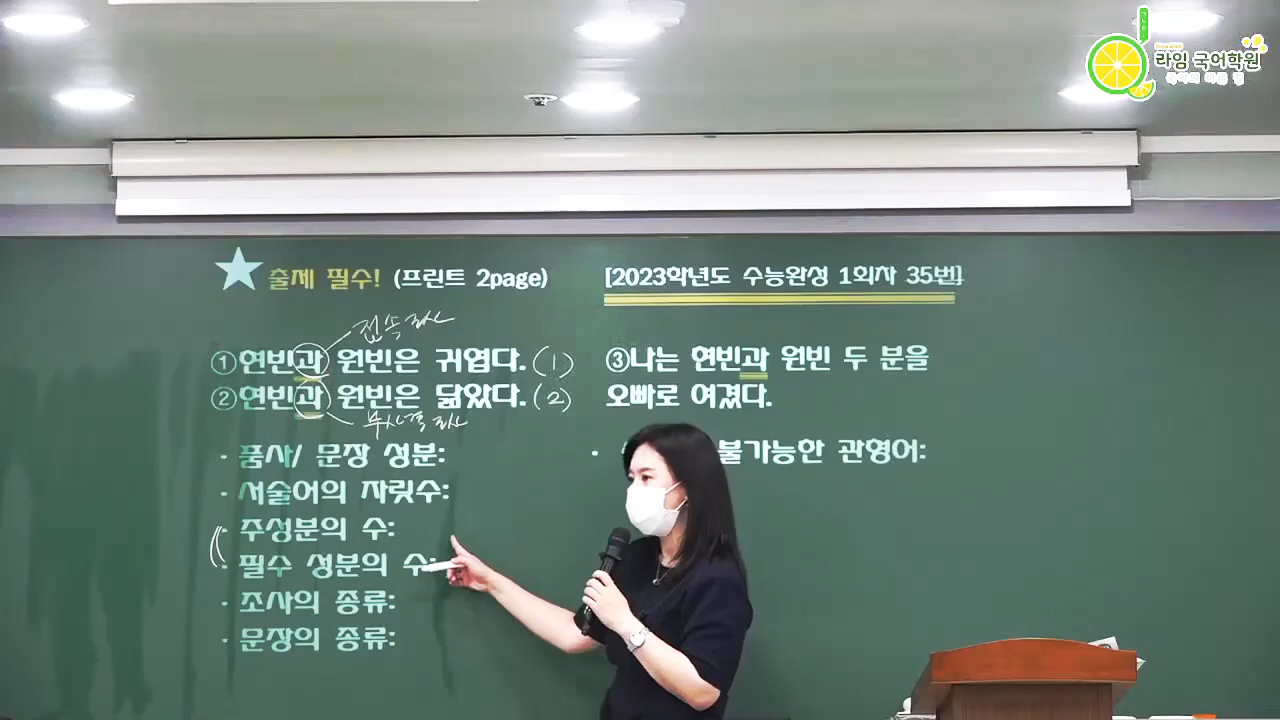 라임 국어학원
★ 출제 필수! (프린트 2page)
[2023학년도 수능완성 1회차 35번]
접속조사
①현빈과 원빈은 귀엽다. (1)
②현빈과 원빈은 닮았다. (2)
부사격 조사
· 품사/ 문장 성분:
· 서술어의 자릿수:
· 주성분의 수:
· 필수 성분의 수:
· 조사의 종류:
· 문장의 종류:
③나는 현빈과 원빈 두 분을
오빠로 여겼다.
· 불가능한 관형어: